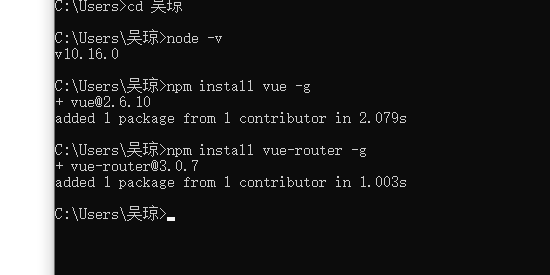 C:\Users>cd 吴琼
C:\Users\吴琼>node -v
v10.16.0
C:\Users\吴琼>npm install vue -g
+ vue@2.6.10
added 1 package from 1 contributor in 2.079s
C:\Users\吴琼>npm install vue-router -g
+ vue-router@3.0.7
added 1 package from 1 contributor in 1.003s
C:\Users\吴琼>